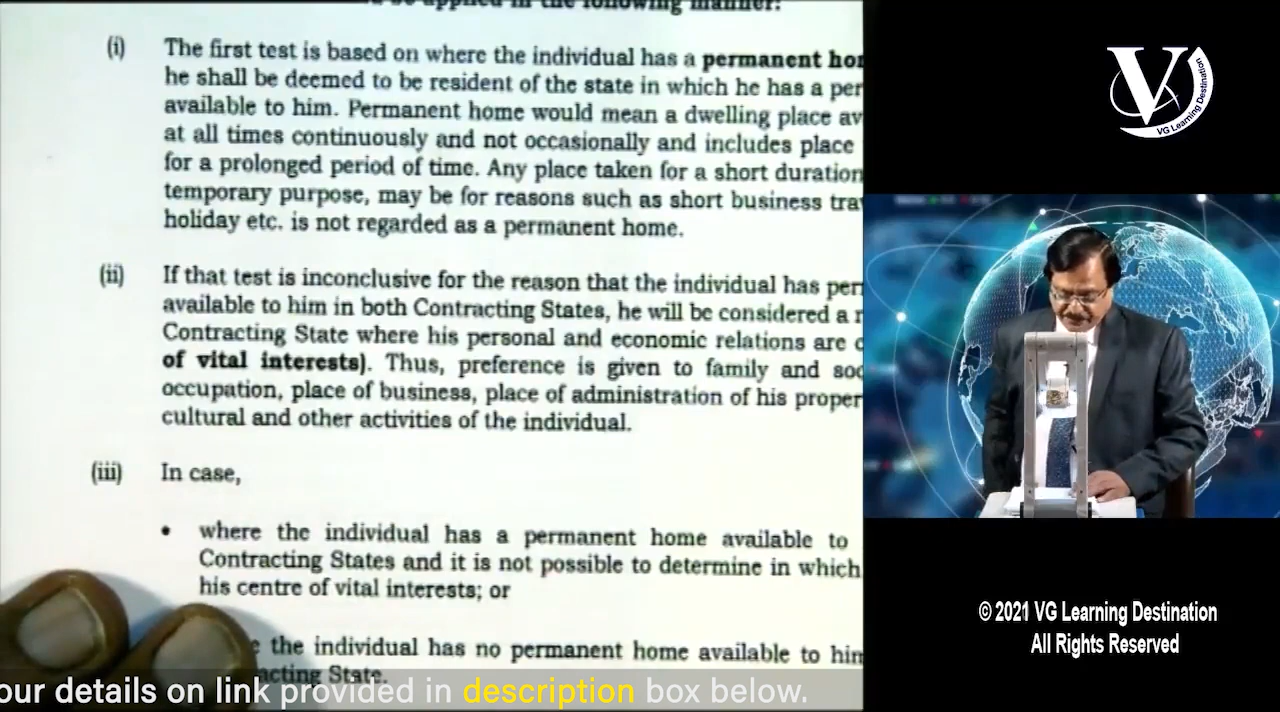 be applied in the following manner:
(i) The first test is based on where the individual has a permanent
he shall be deemed to be resident of the state in which he has a
available to him. Permanent home would mean a dwelling place
at all times continuously and not occasionally and includes place
for a prolonged period of time. Any place taken for a short duration
temporary purpose, may be for reasons such as short business
holiday etc. is not regarded as a permanent home.
(ii) If that test is inconclusive for the reason that the individual has
available to him in both Contracting States, he will be considered a
Contracting State where his personal and economic relations are
of vital interests). Thus, preference is given to family and
occupation, place of business, place of administration of his
cultural and other activities of the individual.
(iii) In case,
• where the individual has a permanent home available to
Contracting States and it is not possible to determine in which
his centre of vital interests; or
the individual has no permanent home available to
State.
our details on link provided in description box below.
V
VG Learning Destination
© 2021 VG Learning Destination
All Rights Reserved